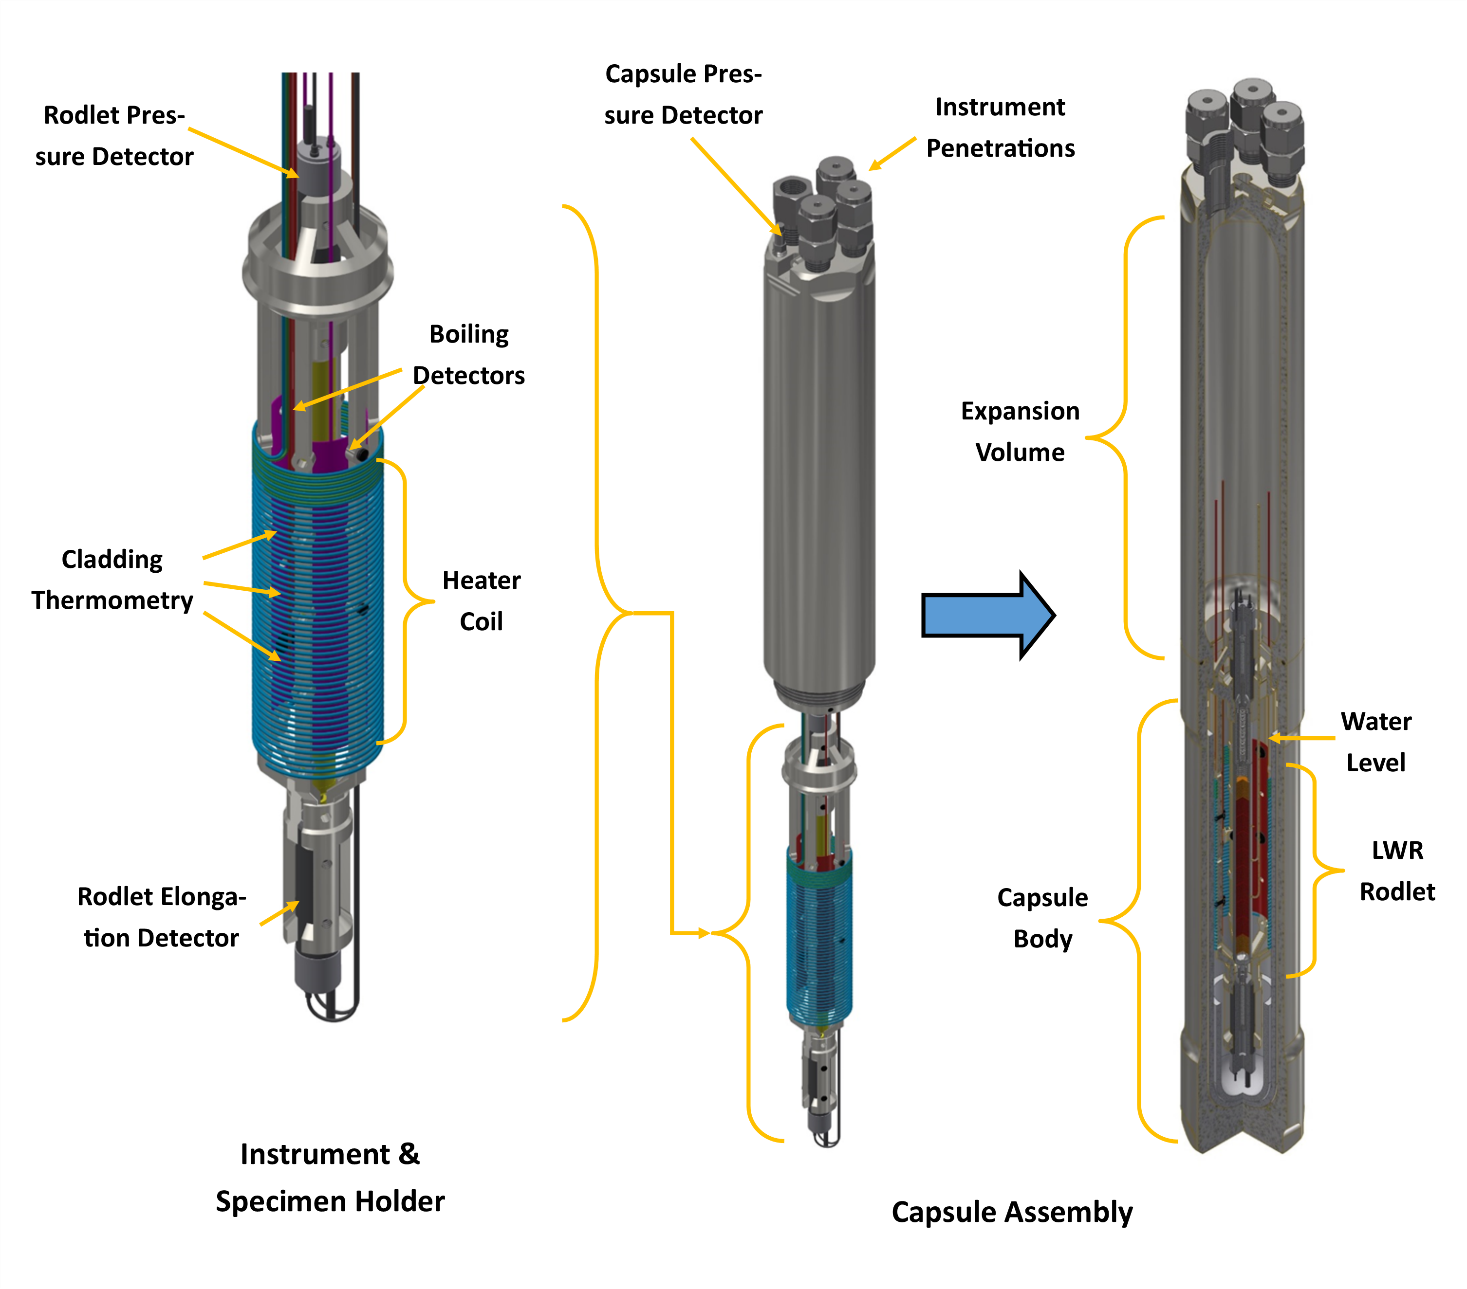 Rodlet Pres-
sure Detector
Boiling
Detectors
Cladding
Thermometry
Heater
Coil
Rodlet Elonga-
tion Detector
Instrument &
Specimen Holder
Capsule Pres-
sure Detector
Instrument
Penetrations
Expansion
Volume
Water
Level
LWR
Rodlet
Capsule
Body
Capsule Assembly